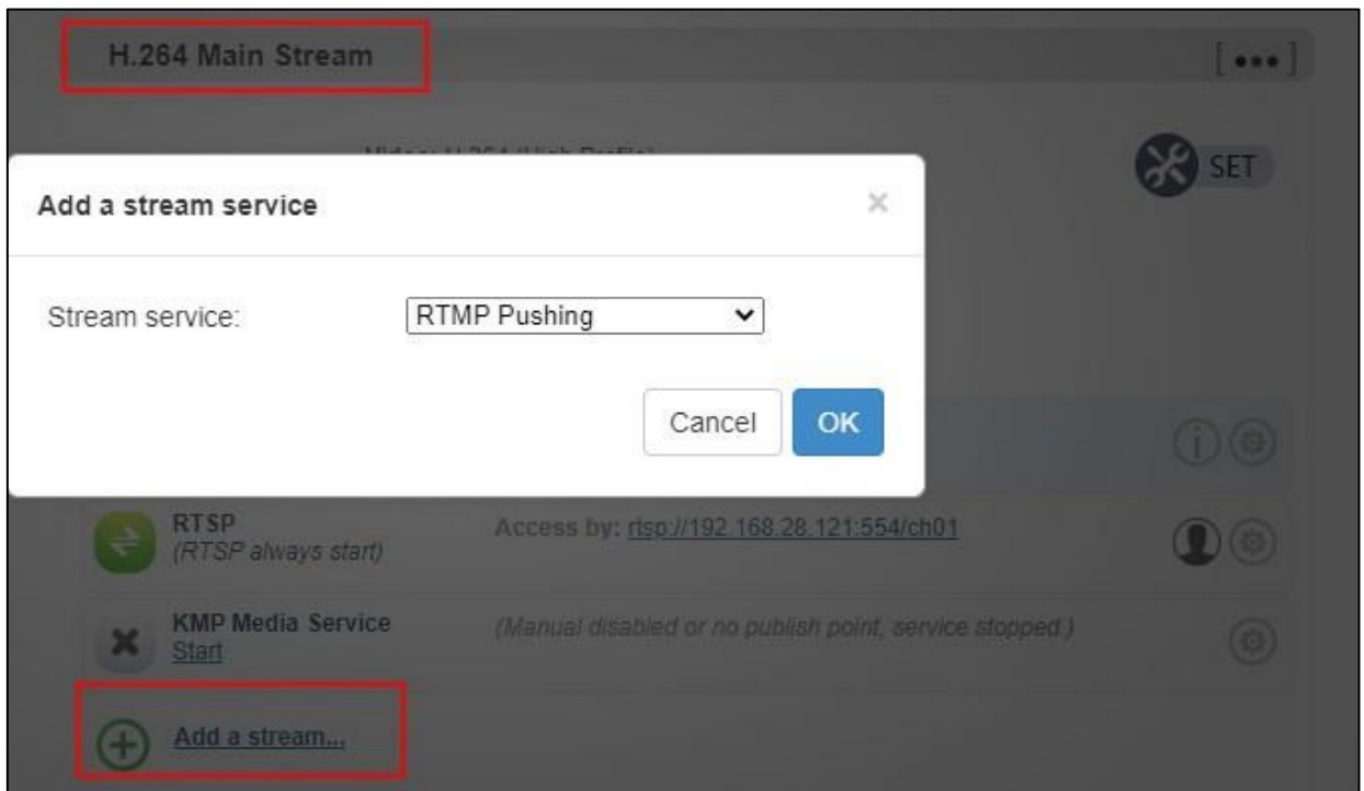 H.264 Main Stream
[●●●]
SET
Add a stream service
×
Stream service:
RTMP Pushing
Cancel
OK
RTSP
(RTSP always start)
Access by: rtsp://192.168.28.121:554/ch01
KMP Media Service
Start
(Manual disabled or no publish point, service stopped.)
Add a stream...